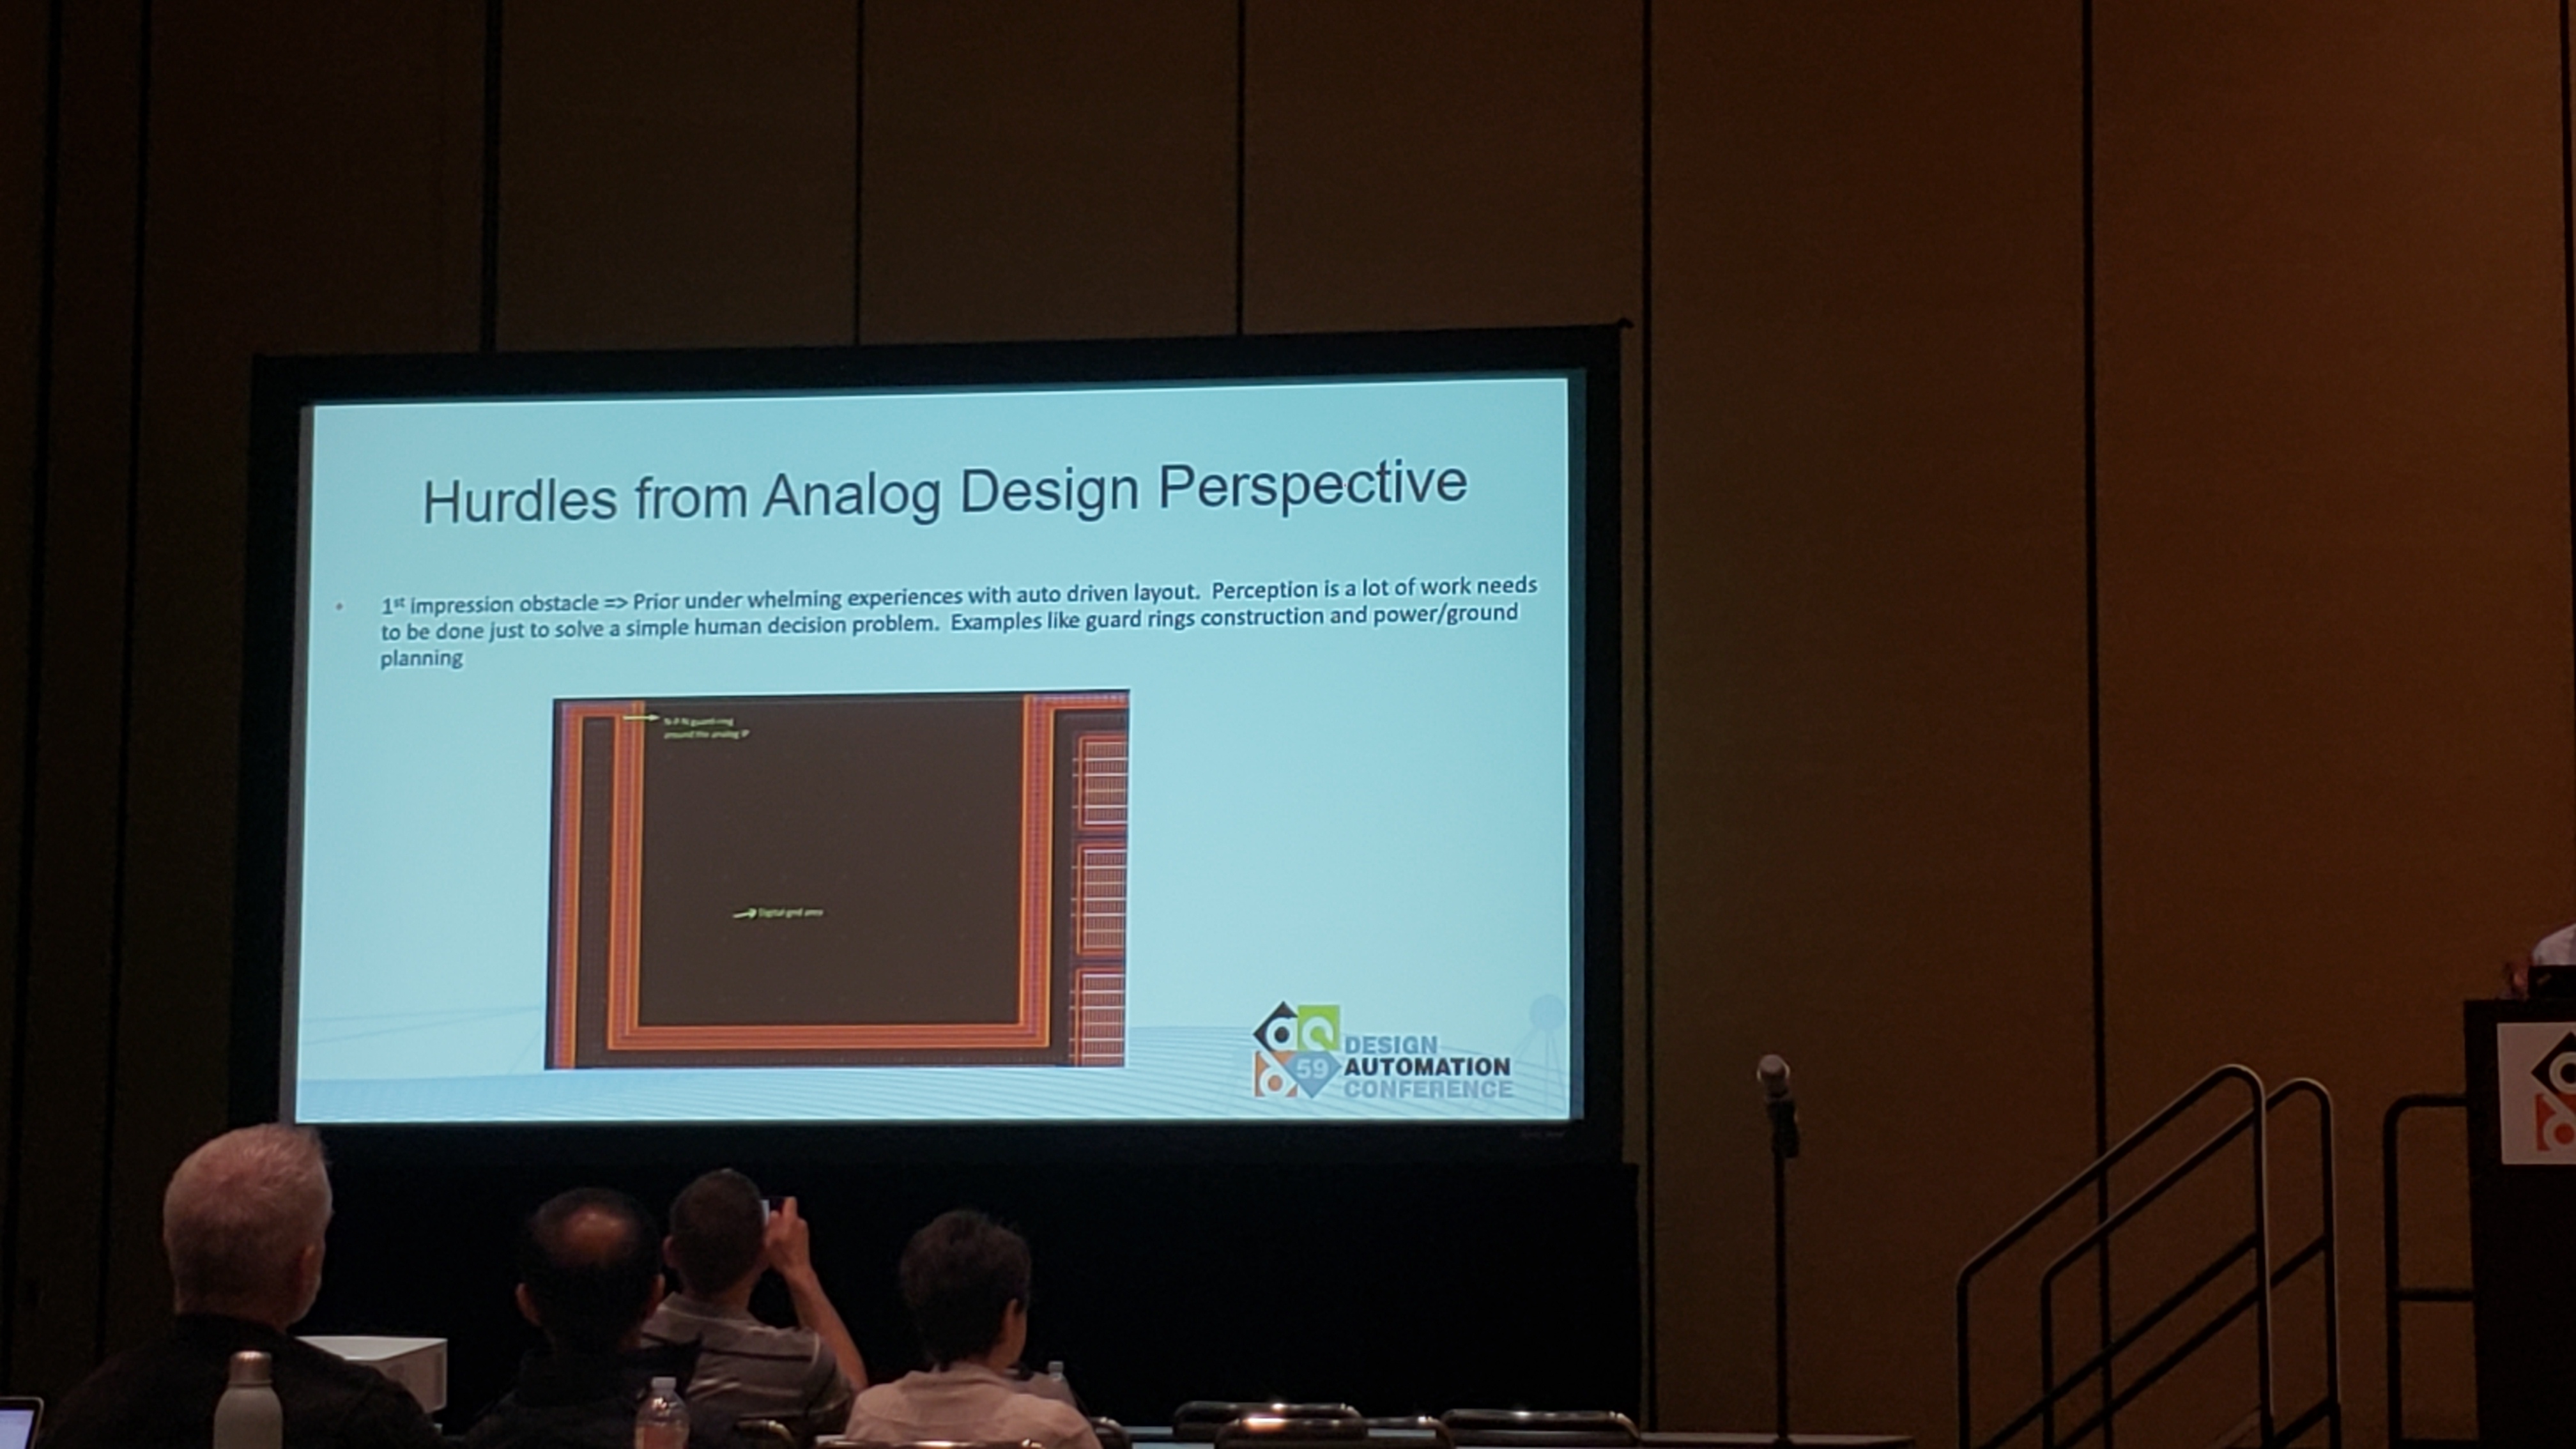 Hurdles from Analog Design Perspective
• 1st impression obstacle => Prior under whelming experiences with auto driven layout. Perception is a lot of work needs
to be done just to solve a simple human decision problem. Examples like guard rings construction and power/ground
planning
N-P-N guard-ring
around the analog IP
Digital-grid area
59
DESIGN
AUTOMATION
CONFERENCE